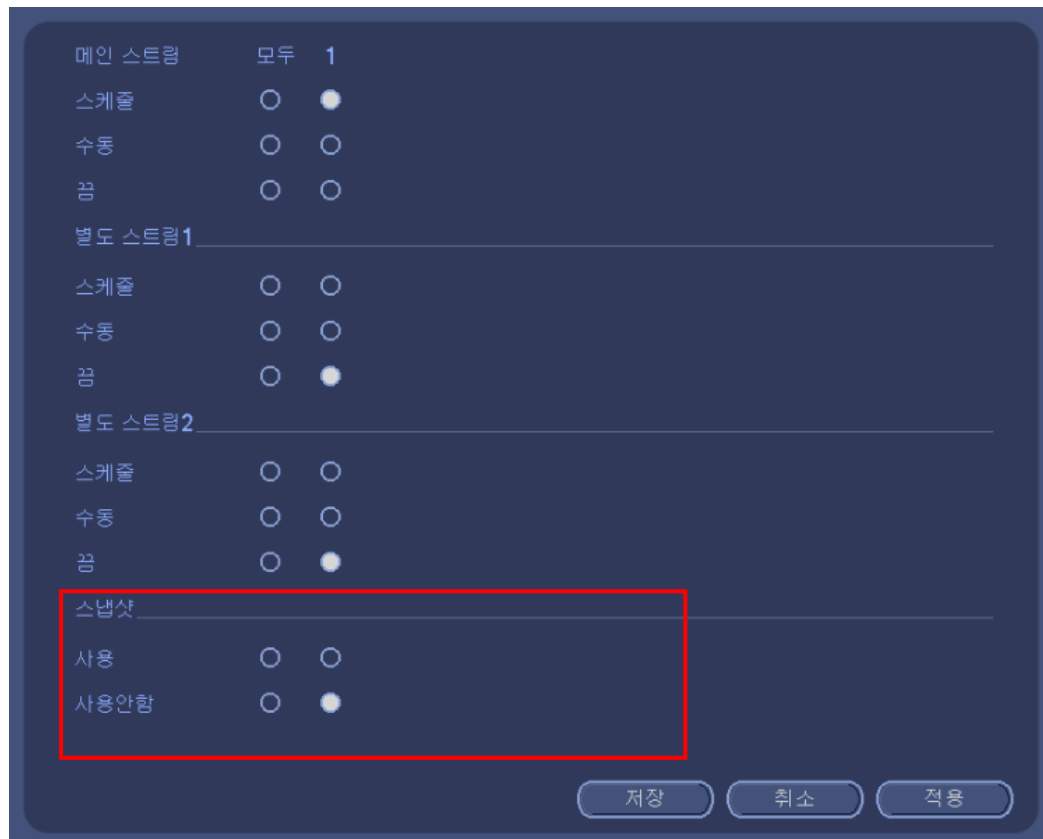 메인 스트림 모두 1
스케줄
수동
끔
별도 스트림1
스케줄
수동
끔
별도 스트림2
스케줄
수동
끔
스냅샷
사용
사용안함
저장 취소 적용